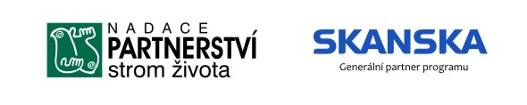 NADACE
PARTNERSTVÍ
strom života
SKANSKA
Generální partner programu